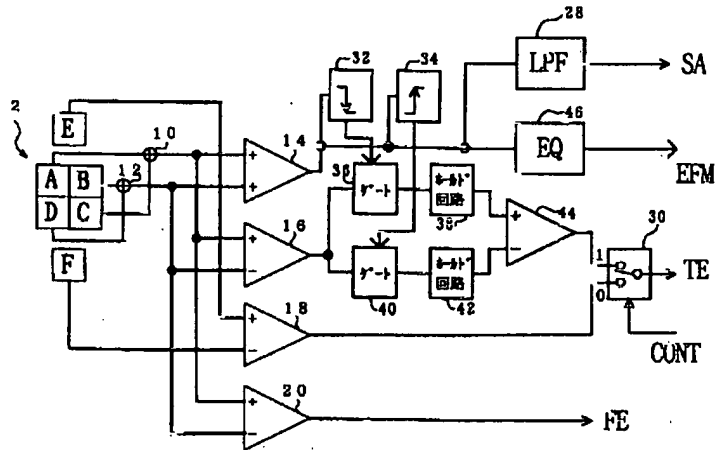 28
32
34
LPF
SA
2
E
46
10
EQ
12
14
EFM
A B
36
ゲート
ホールド
回路
D C
38
44
16
30
F
1
TE
ゲート
ホールド
回路
0
40
42
18
CONT
20
FE
+
+
+
-
+
-
+
-
+
-